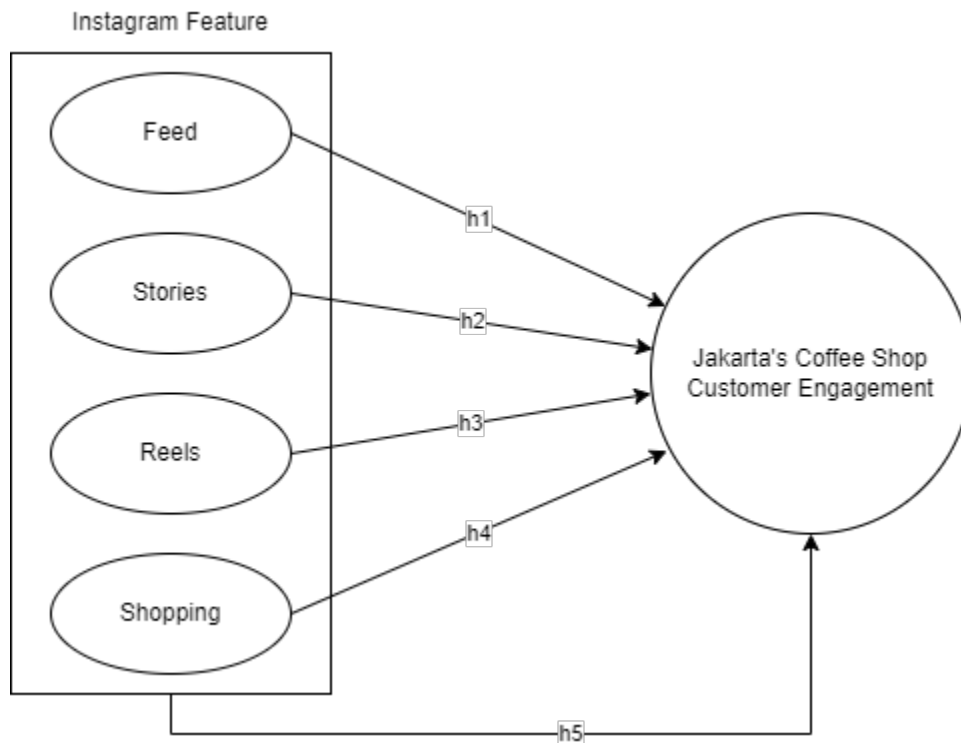 Instagram Feature
Feed
h1
Stories
h2
Jakarta's Coffee Shop
Customer Engagement
Reels
h3
Shopping
h4
h5